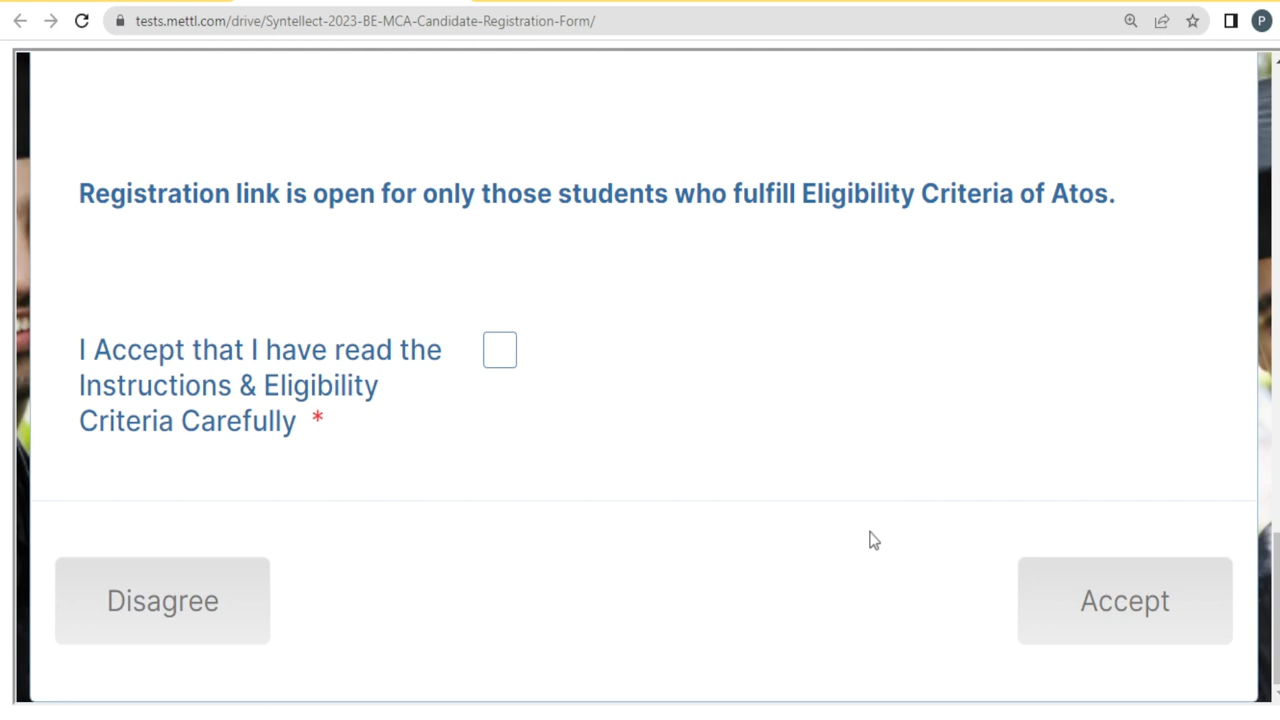 tests.mettl.com/drive/Syntellect-2023-BE-MCA-Candidate-Registration-Form/
P
Registration link is open for only those students who fulfill Eligibility Criteria of Atos.
I Accept that I have read the
Instructions & Eligibility
Criteria Carefully *
Disagree
Accept